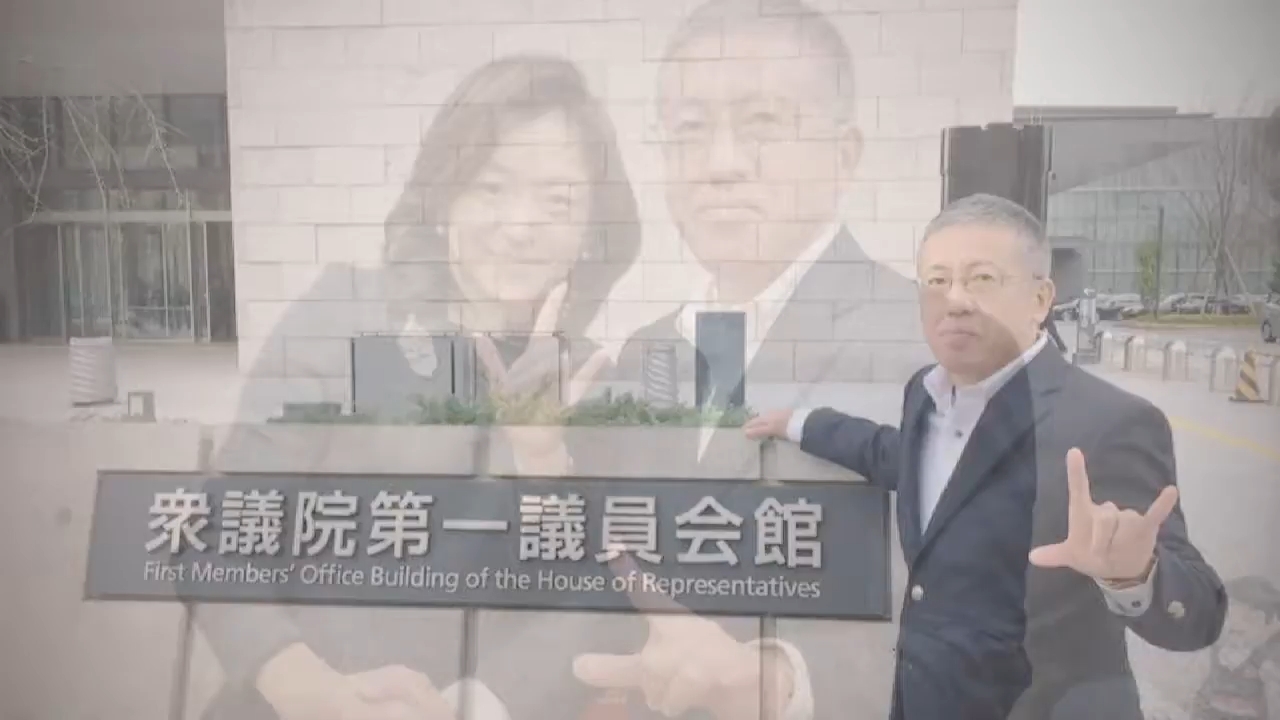 衆議院第一議員会館
First Members' Office Building of the House of Representatives